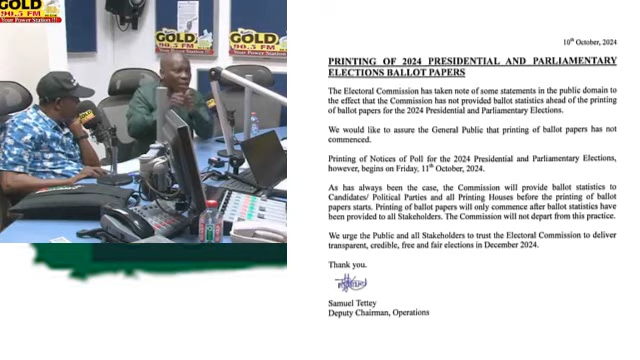 GOLD
90.5 FM
Your Power Station !!!
GOLD
90.5 FM
Your Power Station !!!
GOLD
90.5 FM
Your Power Station !!!
10th October, 2024
PRINTING OF 2024 PRESIDENTIAL AND PARLIAMENTARY
ELECTIONS BALLOT PAPERS
The Electoral Commission has taken note of some statements in the public domain to
the effect that the Commission has not provided ballot statistics ahead of the printing
of ballot papers for the 2024 Presidential and Parliamentary Elections.
We would like to assure the General Public that printing of ballot papers has not
commenced.
Printing of Notices of Poll for the 2024 Presidential and Parliamentary Elections,
however, begins on Friday, 11th October, 2024.
As has always been the case, the Commission will provide ballot statistics to
Candidates/ Political Parties and all Printing Houses before the printing of ballot
papers starts. Printing of ballot papers will only commence after ballot statistics have
been provided to all Stakeholders. The Commission will not depart from this practice.
We urge the Public and all Stakeholders to trust the Electoral Commission to deliver
transparent, credible, free and fair elections in December 2024.
Thank you.
Samuel Tettey
Deputy Chairman, Operations